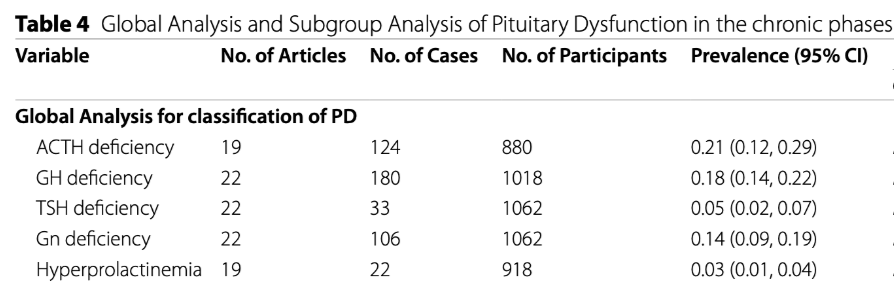 Table 4 Global Analysis and Subgroup Analysis of Pituitary Dysfunction in the chronic phases
Variable No. of Articles No. of Cases No. of Participants Prevalence (95% CI)
Global Analysis for classification of PD
ACTH deficiency 19 124 880 0.21 (0.12, 0.29)
GH deficiency 22 180 1018 0.18 (0.14, 0.22)
TSH deficiency 22 33 1062 0.05 (0.02, 0.07)
Gn deficiency 22 106 1062 0.14 (0.09, 0.19)
Hyperprolactinemia 19 22 918 0.03 (0.01, 0.04)